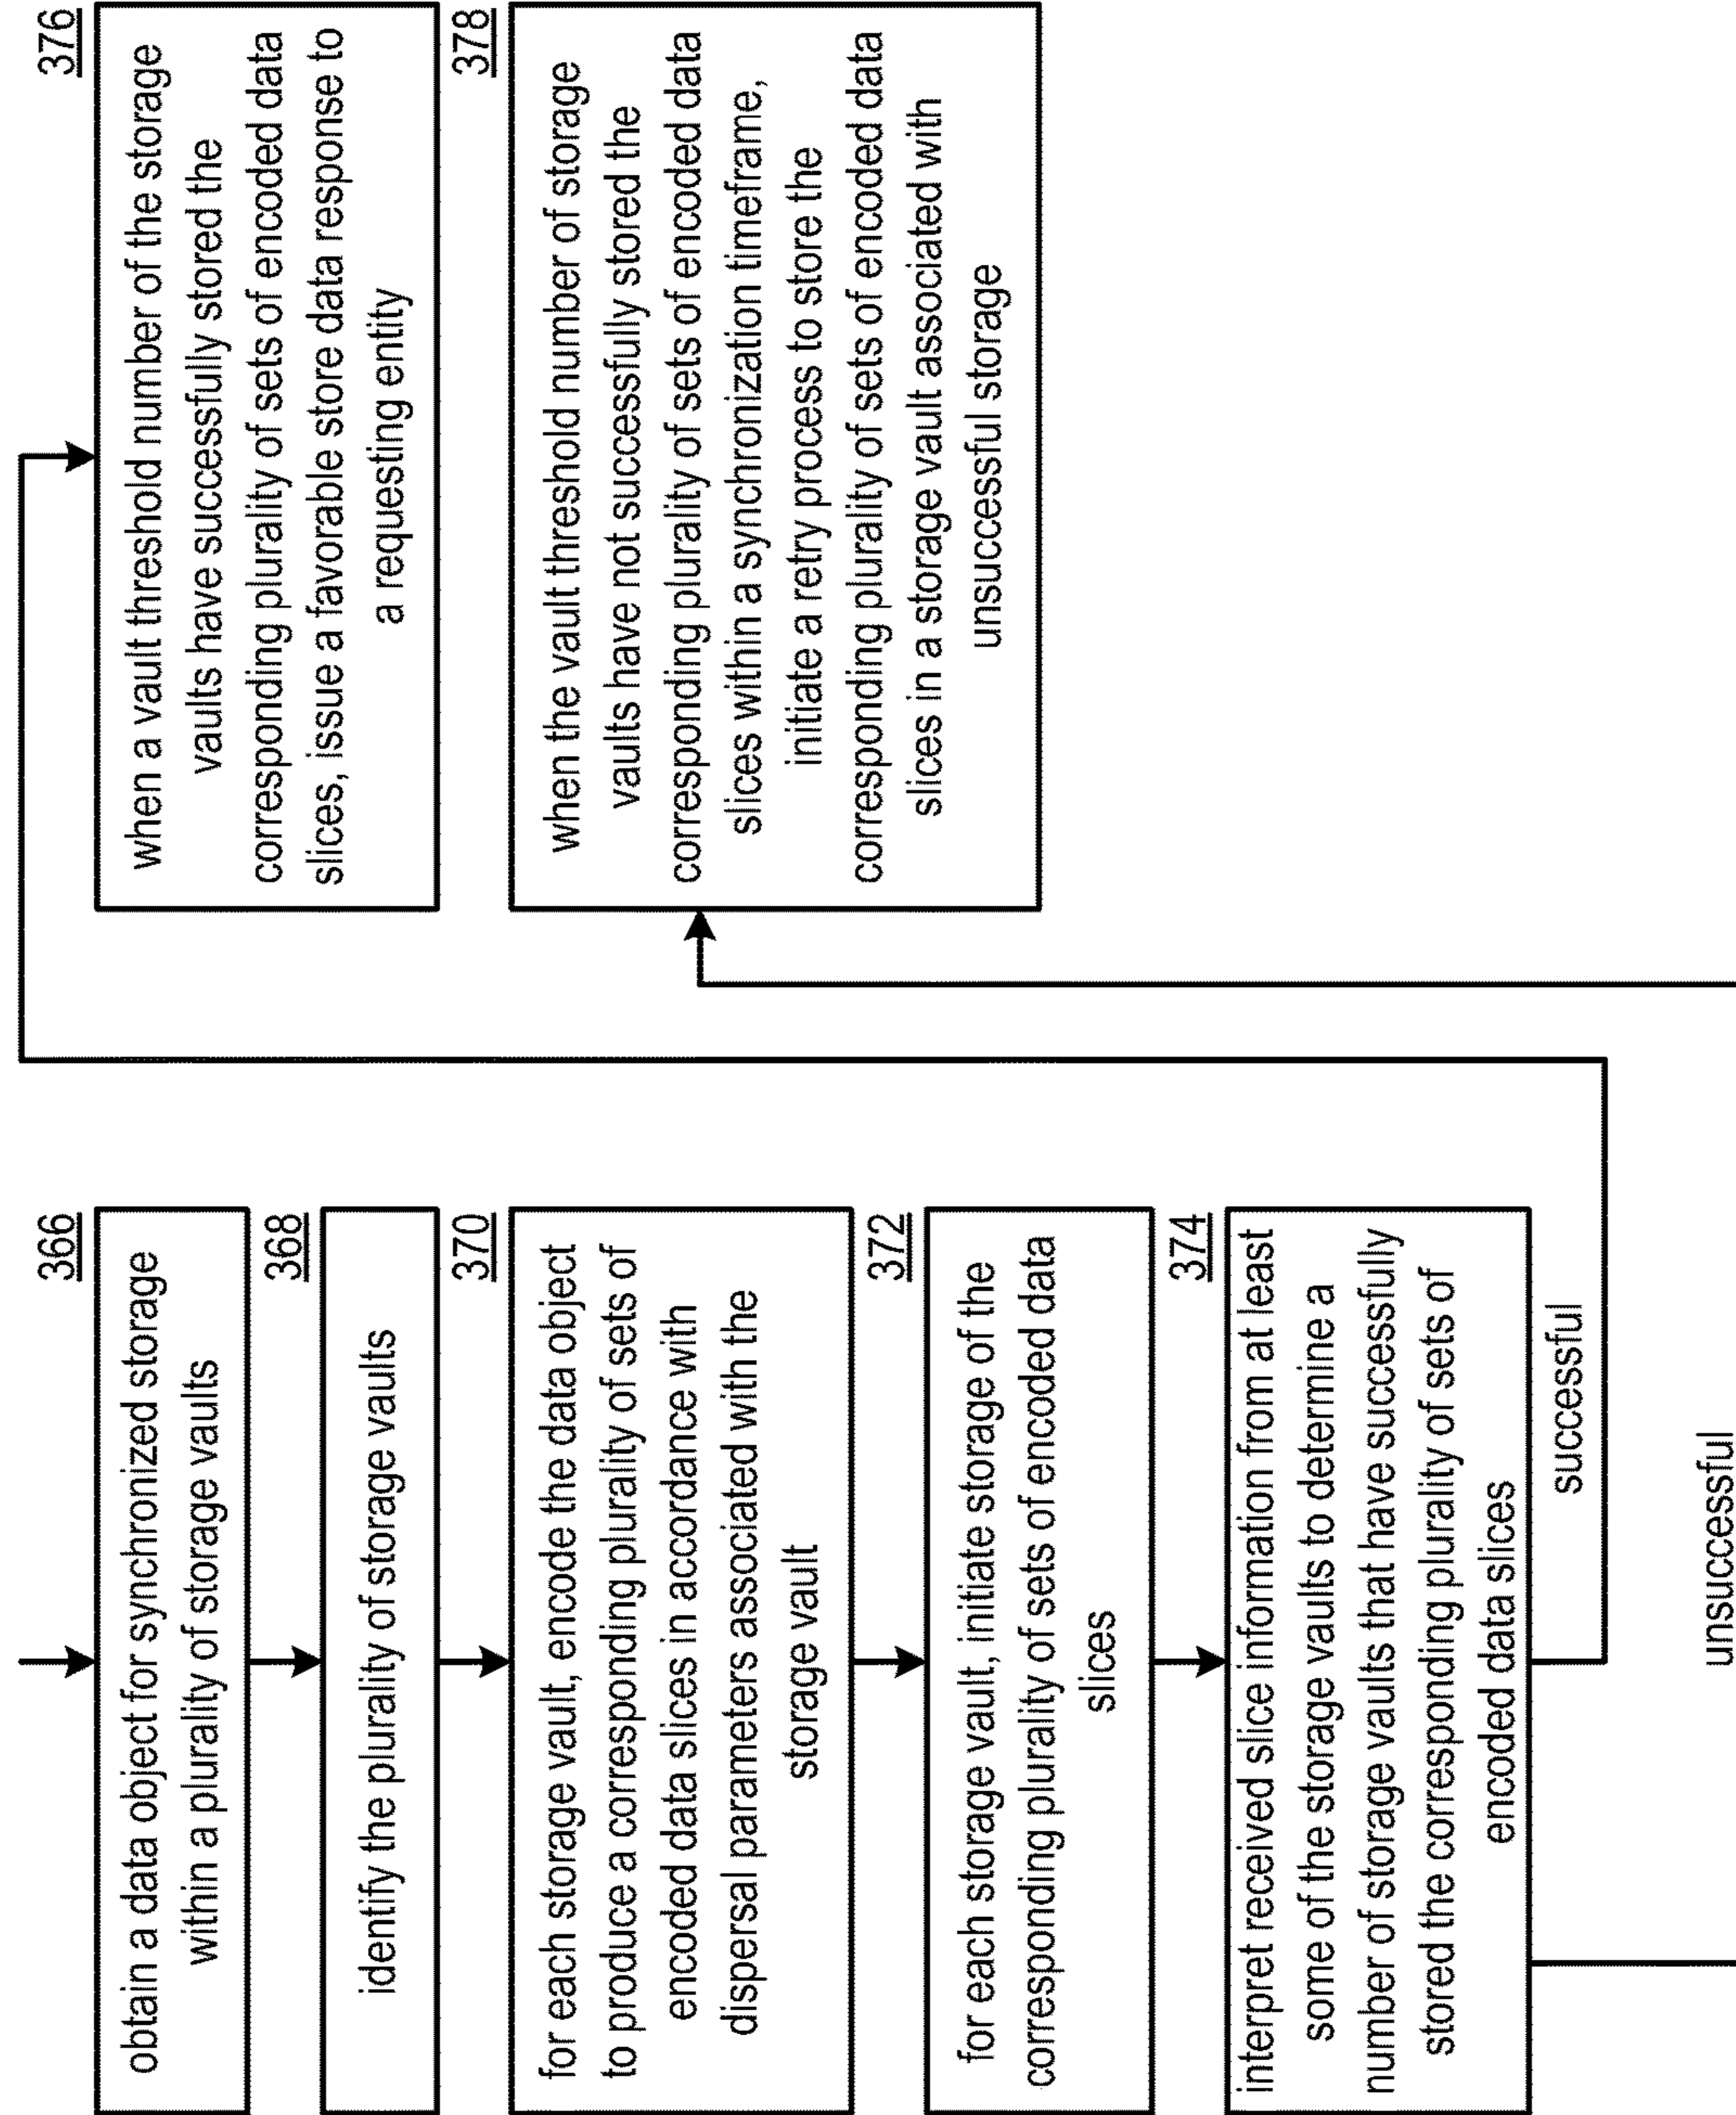 366
obtain a data object for synchronized storage
within a plurality of storage vaults
368
identify the plurality of storage vaults
370
for each storage vault, encode the data object
to produce a corresponding plurality of sets of
encoded data slices in accordance with
dispersal parameters associated with the
storage vault
372
for each storage vault, initiate storage of the
corresponding plurality of sets of encoded data
slices
374
interpret received slice information from at least
some of the storage vaults to determine a
number of storage vaults that have successfully
stored the corresponding plurality of sets of
encoded data slices
successful
unsuccessful
376
when a vault threshold number of the storage
vaults have successfully stored the
corresponding plurality of sets of encoded data
slices, issue a favorable store data response to
a requesting entity
378
when the vault threshold number of storage
vaults have not successfully stored the
corresponding plurality of sets of encoded data
slices within a synchronization timeframe,
initiate a retry process to store the
corresponding plurality of sets of encoded data
slices in a storage vault associated with
unsuccessful storage